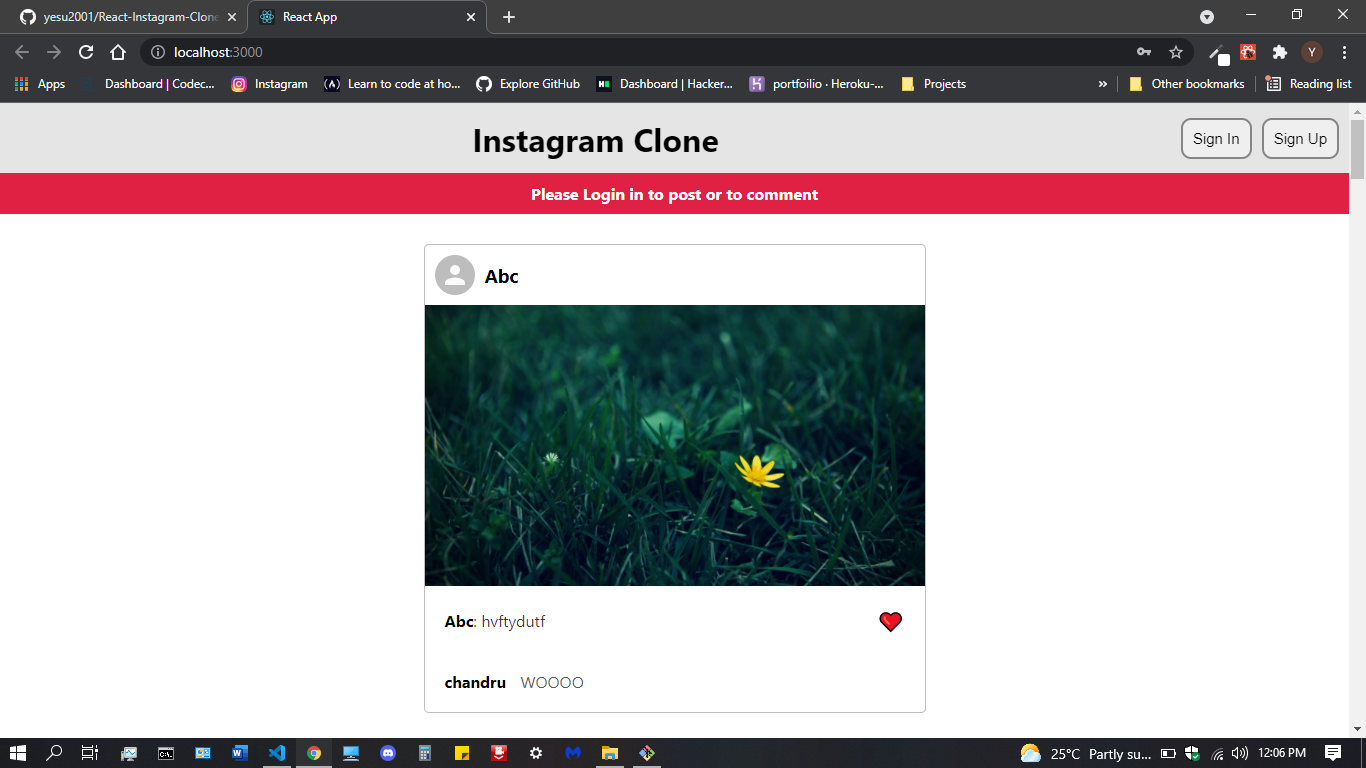 yesu2001/React-Instagram-Clone
React App
localhost:3000
Y
Apps
Dashboard | Codec...
Instagram
Learn to code at ho...
Explore GitHub
Dashboard | Hacker...
portfoilio · Heroku-...
Projects
»
Other bookmarks
Reading list
Instagram Clone
Sign In
Sign Up
Please Login in to post or to comment
Abc
Abc: hvftydutf
chandru WOOOO
25°C Partly su...
12:06 PM